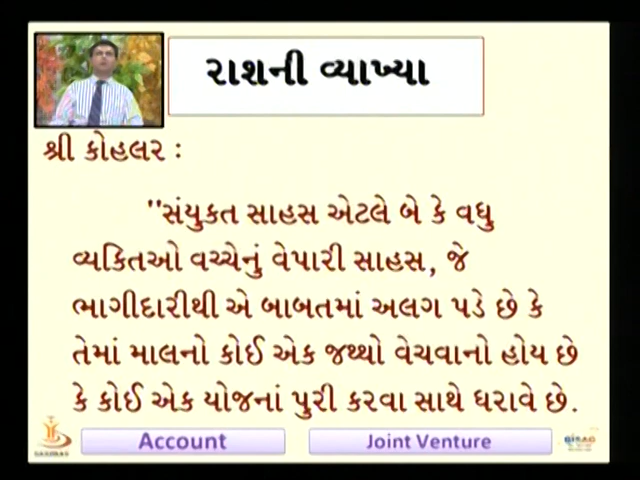 રાશની વ્યાખ્યા
શ્રી કોહલર :
"સંયુકત સાહસ એટલે બે કે વધુ
વ્યકિતઓ વચ્ચેનું વેપારી સાહસ, જે
ભાગીદારીથી એ બાબતમાં અલગ પડે છે કે
તેમાં માલનો કોઈ એક જથ્થો વેચવાનો હોય છે
કે કોઈ એક યોજનાં પુરી કરવા સાથે ધરાવે છે.
Account
Joint Venture
BISAG